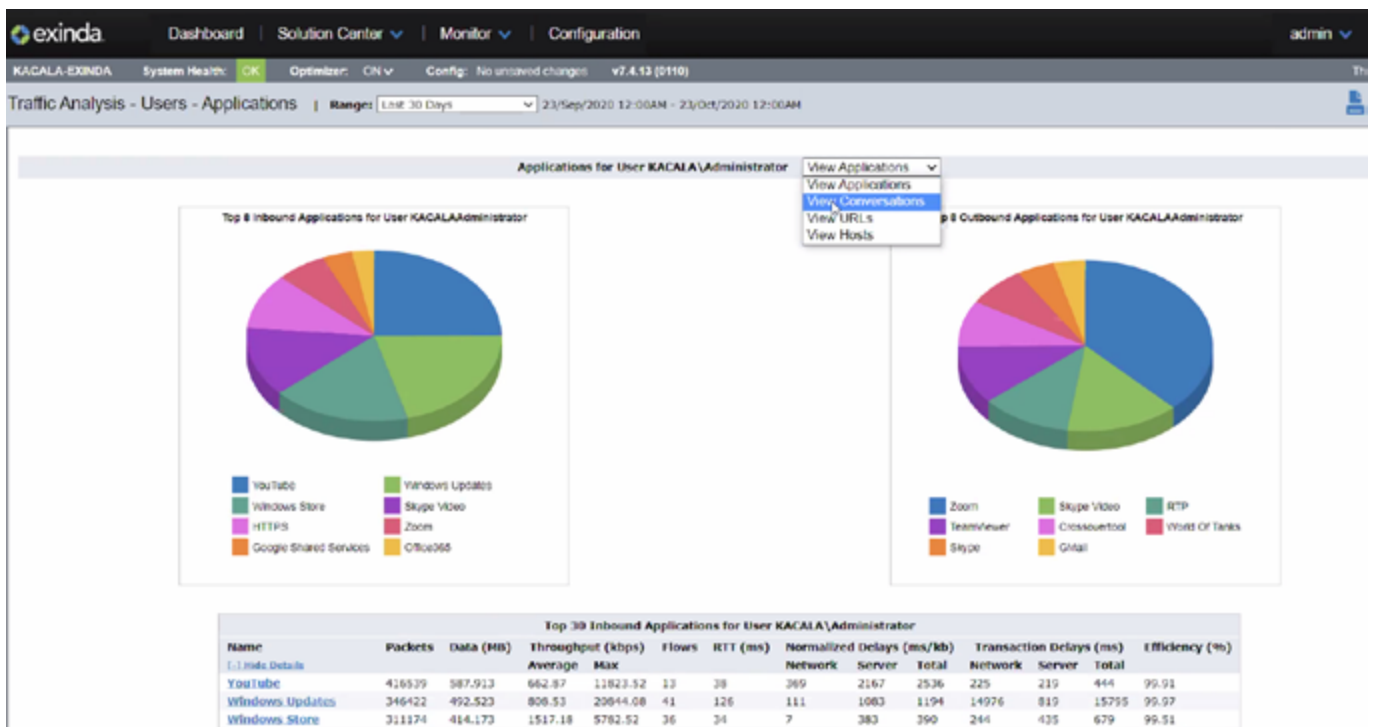 exinda Dashboard | Solution Center | Monitor | Configuration admin
KACALA-EXINDA System Health: OK Optimizer: ON Config: No unsaved changes v7.4.13 (0110) Th
Traffic Analysis - Users - Applications | Range: Last 30 Days 23/Sep/2020 12:00AM - 23/Oct/2020 12:00AM
Applications for User KACALA\Administrator View Applications
View Applications
View Conversations
View URLs
View Hosts
Top 8 Inbound Applications for User KACALAAdministrator
p 8 Outbound Applications for User KACALAAdministrator
YouTube Windows Updates
Windows Store Skype Video
HTTPS Zoom
Google Shared Services Office365
Zoom Skype Video RTP
TeamViewer Crossovertool World Of Tanks
Skype GMail
Top 30 Inbound Applications for User KACALA\Administrator
Name Packets Data (MB) Throughput (kbps) Flows RTT (ms) Normalized Delays (ms/kb) Transaction Delays (ms) Efficiency (%)
[-] Hide Details Average Max Network Server Total Network Server Total
YouTube 416539 587.913 662.87 11823.52 13 38 369 2167 2536 225 219 444 99.91
Windows Updates 346422 492.523 808.53 20844.08 41 126 111 1083 1194 14976 819 15795 99.97
Windows Store 311174 414.173 1517.18 5782.52 36 34 7 383 390 244 435 679 99.51